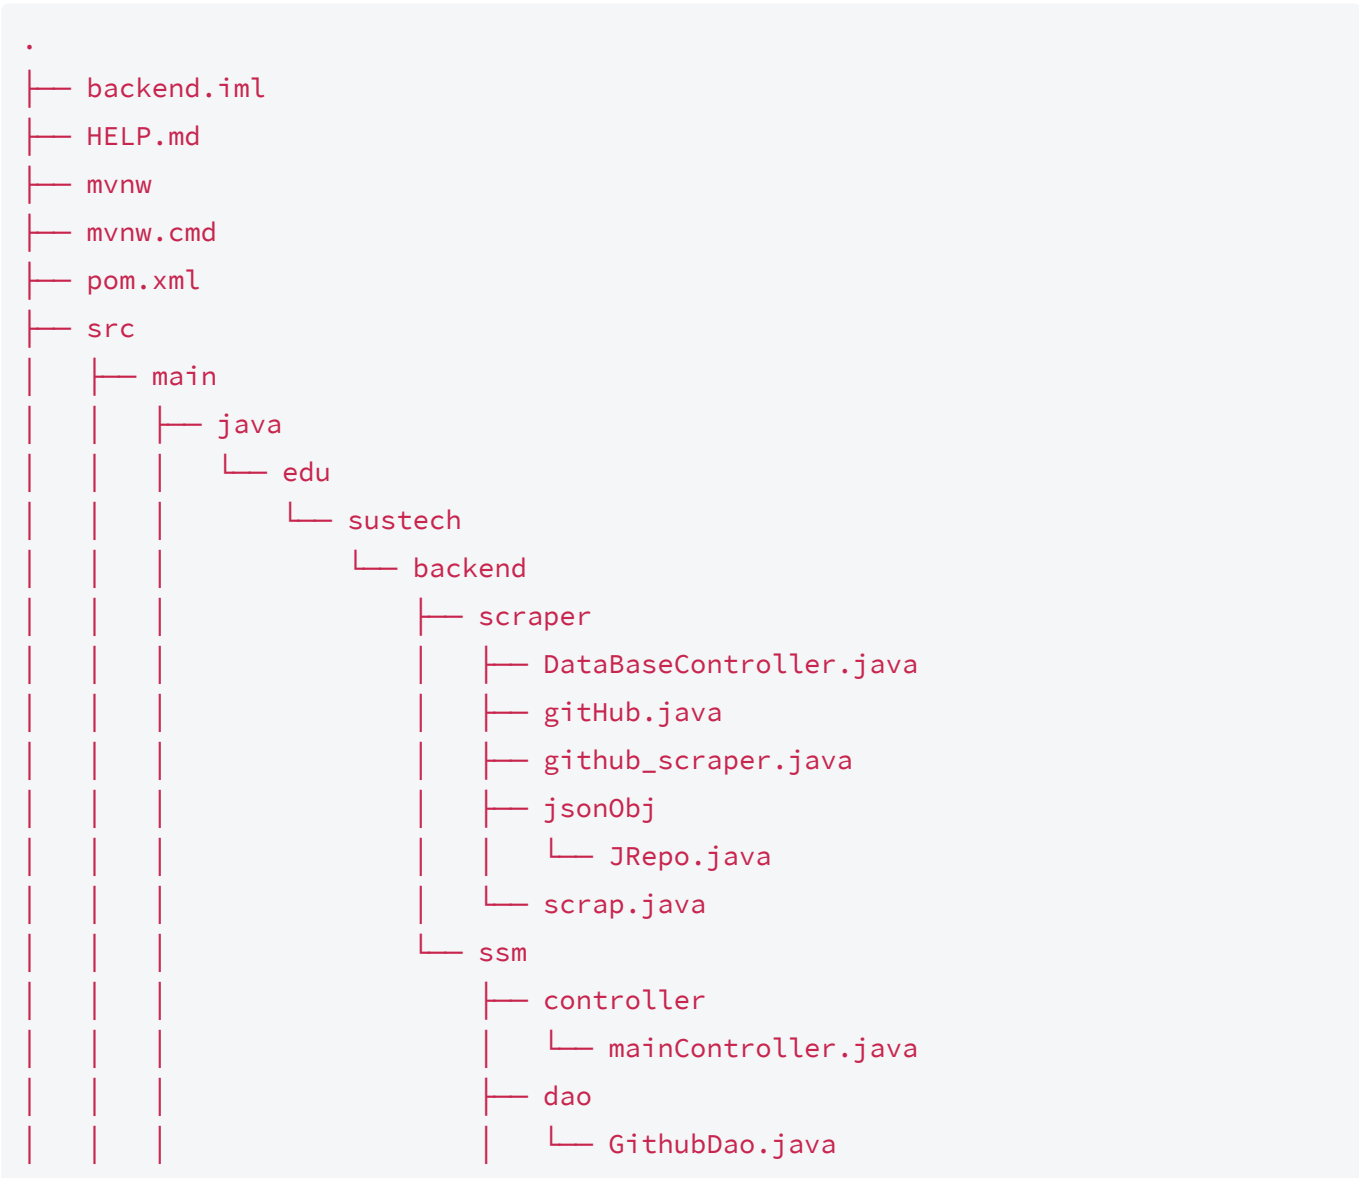 .
├── backend.iml
├── HELP.md
├── mvnw
├── mvnw.cmd
├── pom.xml
├── src
│   ├── main
│   │   ├── java
│   │   │   └── edu
│   │   │       └── sustech
│   │   │           └── backend
│   │   │               ├── scraper
│   │   │               │   ├── DataBaseController.java
│   │   │               │   ├── gitHub.java
│   │   │               │   ├── github_scraper.java
│   │   │               │   ├── jsonObj
│   │   │               │   │   └── JRepo.java
│   │   │               │   └── scrap.java
│   │   │               └── ssm
│   │   │                   ├── controller
│   │   │                   │   └── mainController.java
│   │   │                   ├── dao
│   │   │                   │   └── GithubDao.java